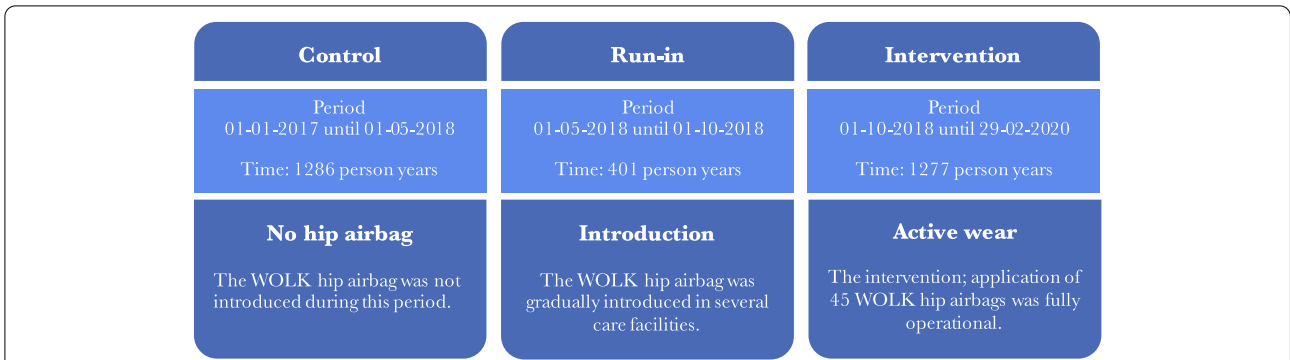 Control
Period
01-01-2017 until 01-05-2018
Time: 1286 person years
No hip airbag
The WOLK hip airbag was not
introduced during this period.
Run-in
Period
01-05-2018 until 01-10-2018
Time: 401 person years
Introduction
The WOLK hip airbag was
gradually introduced in several
care facilities.
Intervention
Period
01-10-2018 until 29-02-2020
Time: 1277 person years
Active wear
The intervention; application of
45 WOLK hip airbags was fully
operational.